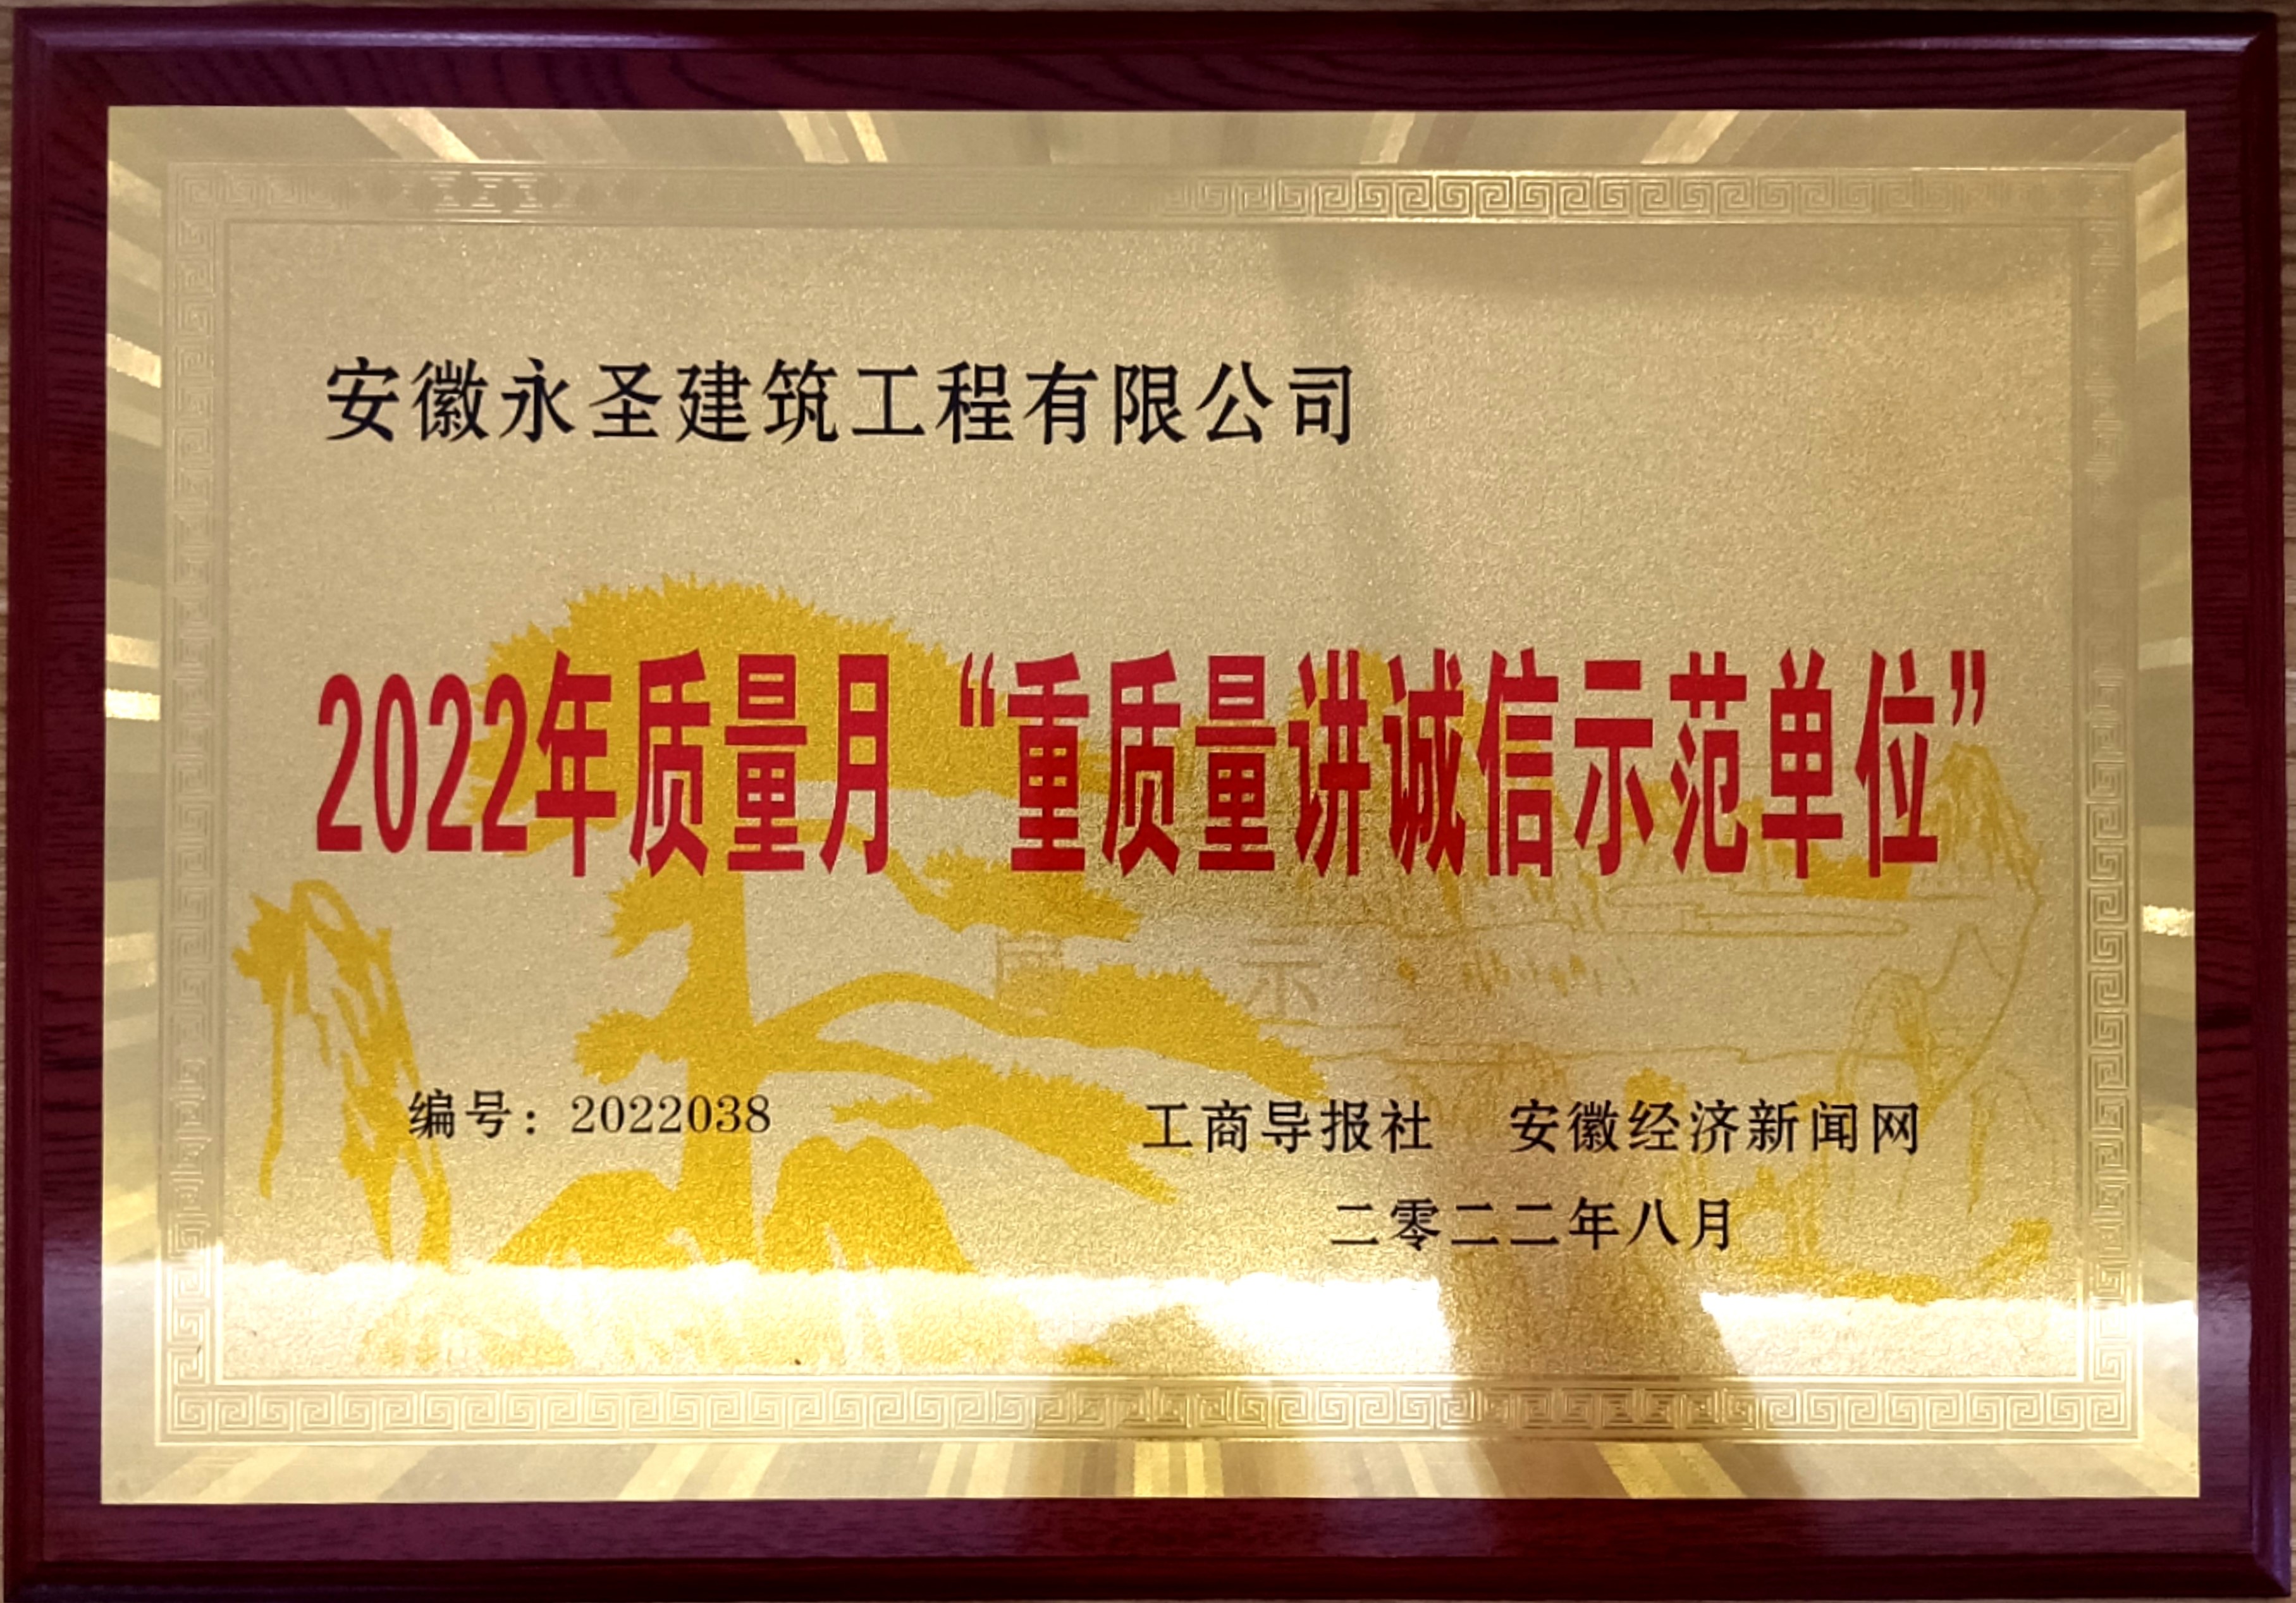 安徽永圣建筑工程有限公司
2022年质量月“重质量讲诚信示范单位”
示
编号：2022038
工商导报社 安徽经济新闻网
二零二二年八月